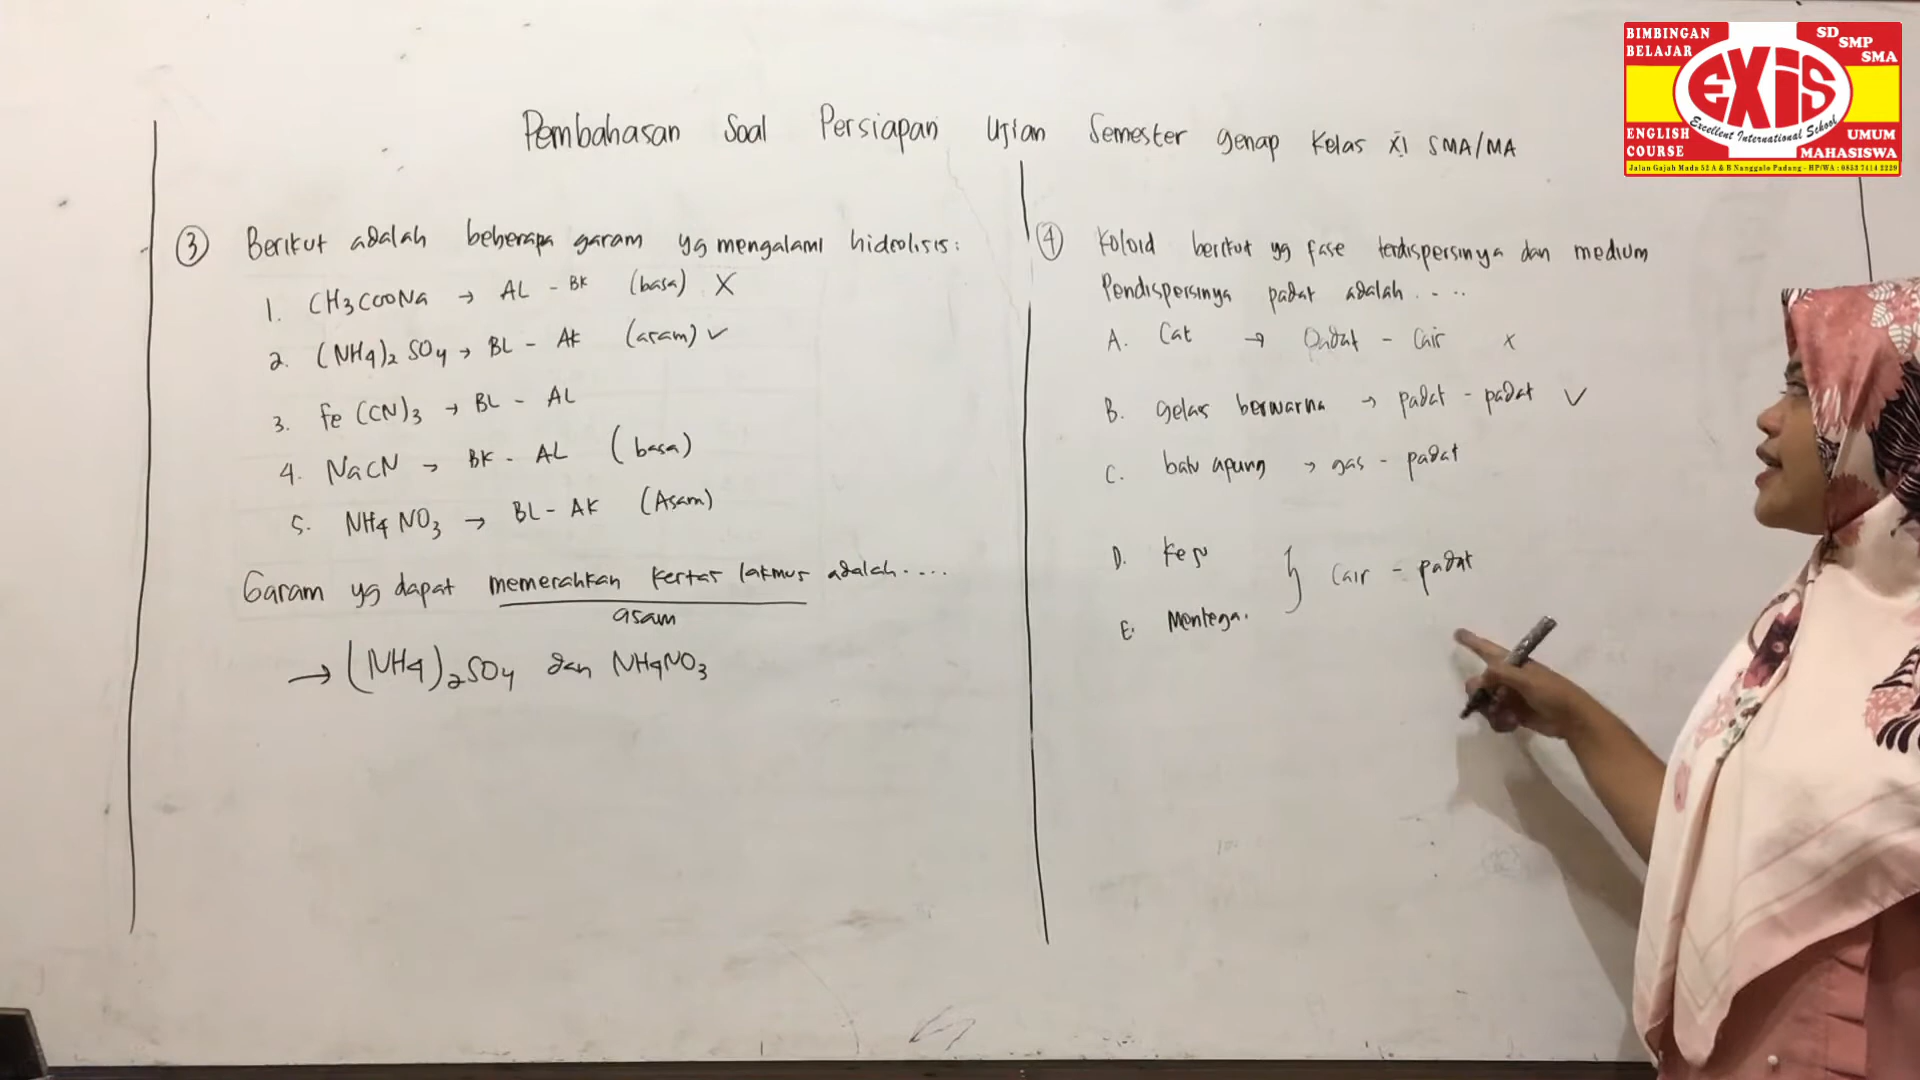 Pembahasan Soal Persiapan Ujian Semester genap Kelas XI SMA/MA
③ Berikut adalah beberapa garam yg mengalami hidrolisis:
1. CH3COONa → AL - BK (basa) X
2. (NH4)2 SO4 → BL - AK (asam) ✓
3. Fe (CN)3 → BL - AL
4. NaCN → BK - AL (basa)
5. NH4 NO3 → BL - AK (Asam)
Garam yg dapat memerahkan kertas lakmus adalah....
asam
→ (NH4)2SO4 dan NH4NO3
④ Koloid berikut yg fase terdispersinya dan medium
Pendispersinya padat adalah....
A. Cat → Padat - Cair x
B. gelas berwarna → padat - padat ✓
C. batu apung → gas - padat
D. Keju
E. Mentega.
} Cair - padat
BIMBINGAN BELAJAR
SD SMP SMA
EXiS
Excellent International School
ENGLISH COURSE
UMUM MAHASISWA
Jalan Gajah Mada 52 A & B Nanggalo Padang - HP/WA : 0853 7414 2229